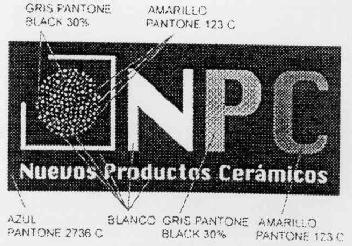 GRIS PANTONE AMARILLO
BLACK 30% PANTONE 123 C
NPC
Nuevos Productos Cerámicos
AZUL BLANCO GRIS PANTONE AMARILLO
PANTONE 2736 C BLACK 30% PANTONE 123 C